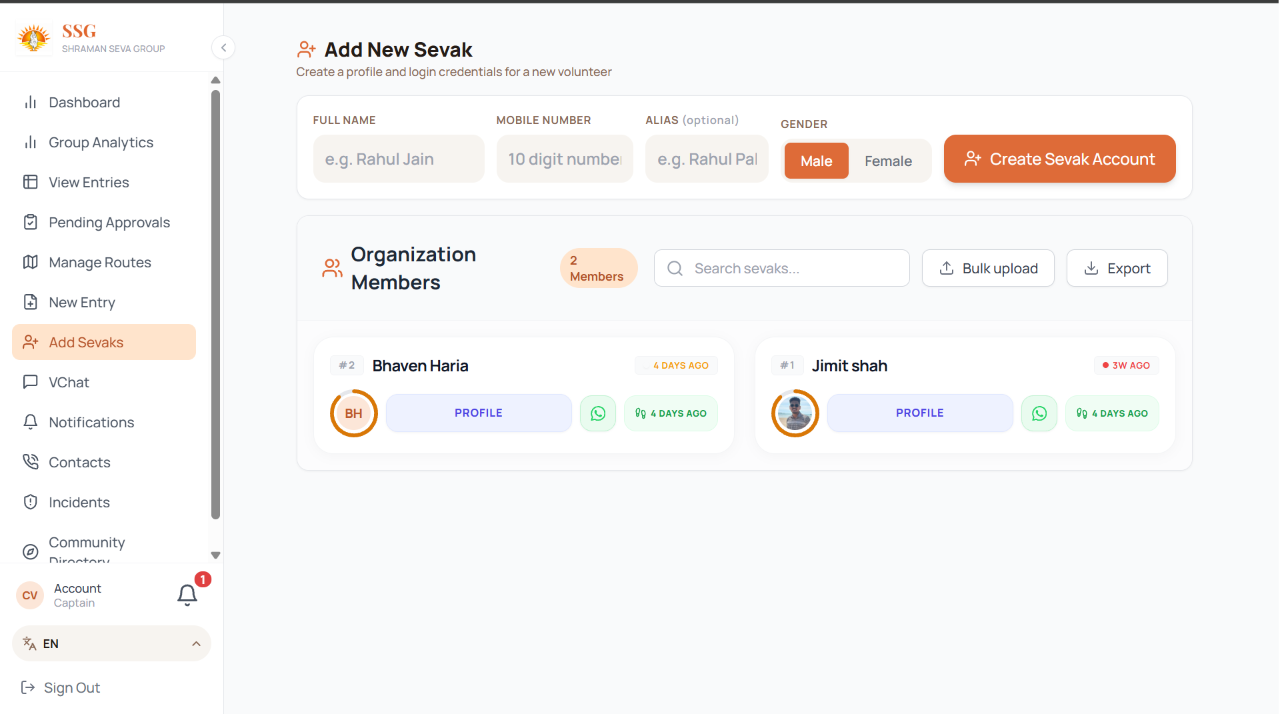 SSG
SHRAMAN SEVA GROUP
Dashboard
Group Analytics
View Entries
Pending Approvals
Manage Routes
New Entry
Add Sevaks
VChat
Notifications
Contacts
Incidents
Community
Directory
CV
Account
Captain
1
EN
Sign Out
Add New Sevak
Create a profile and login credentials for a new volunteer
FULL NAME
MOBILE NUMBER
ALIAS (optional)
GENDER
e.g. Rahul Jain
10 digit numbe
e.g. Rahul Pal
Male
Female
Create Sevak Account
Organization
Members
2
Members
Search sevaks...
Bulk upload
Export
#2
Bhaven Haria
4 DAYS AGO
BH
PROFILE
4 DAYS AGO
#1
Jimit shah
3W AGO
PROFILE
4 DAYS AGO